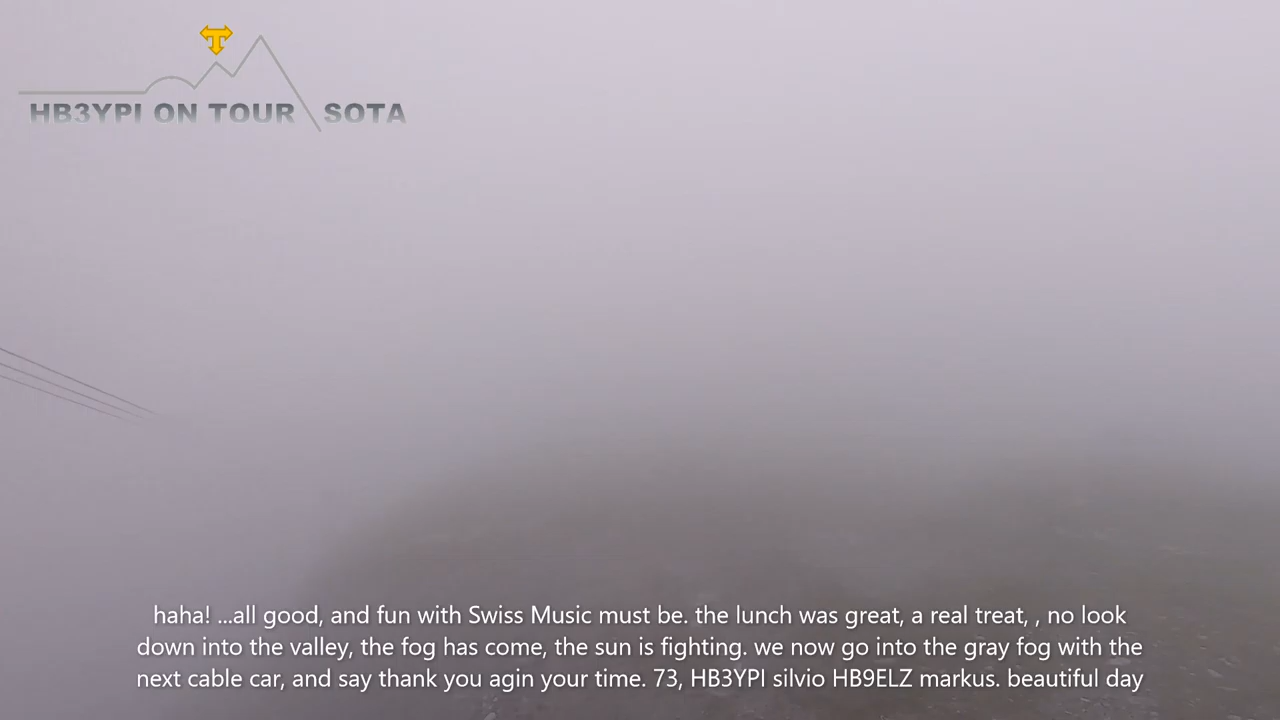 HB3YPI ON TOUR SOTA
haha! ...all good, and fun with Swiss Music must be. the lunch was great, a real treat, , no look
down into the valley, the fog has come, the sun is fighting. we now go into the gray fog with the
next cable car, and say thank you agin your time. 73, HB3YPI silvio HB9ELZ markus. beautiful day